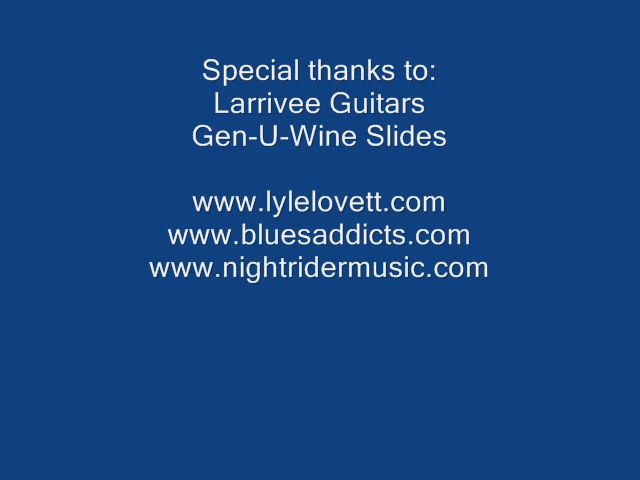 Special thanks to:
Larrivee Guitars
Gen-U-Wine Slides
www.lylelovett.com
www.bluesaddicts.com
www.nightridermusic.com